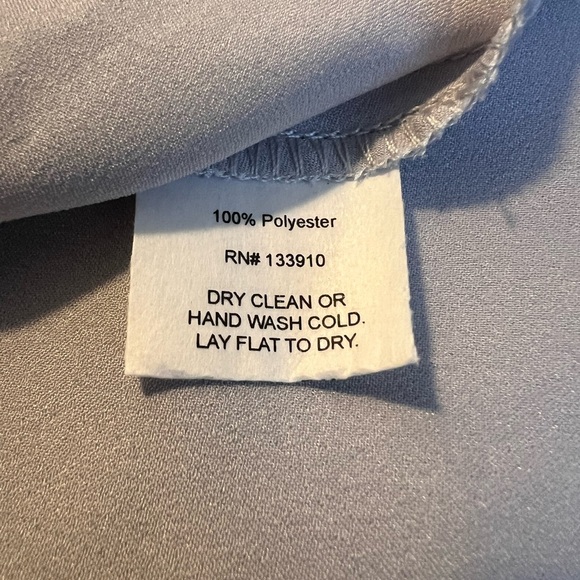 100% Polyester
RN# 133910
DRY CLEAN OR
HAND WASH COLD.
LAY FLAT TO DRY.